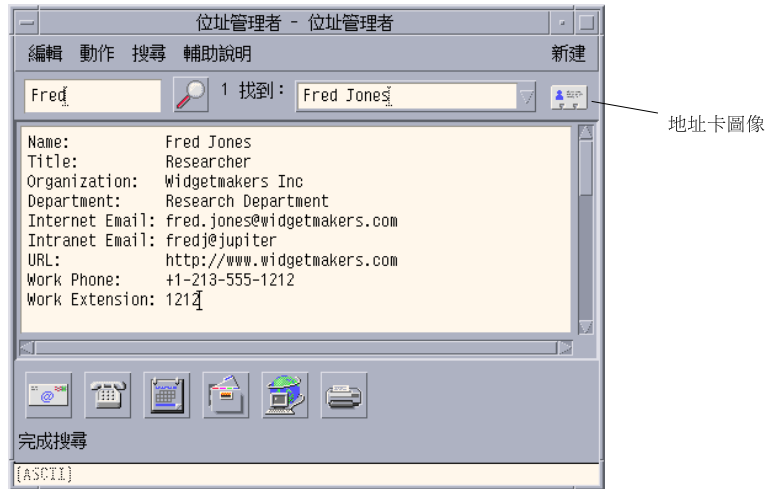 位址管理者 - 位址管理者
編輯 動作 搜尋 輔助說明 新建
Fred 1 找到： Fred Jones
地址卡圖像
Name: Fred Jones
Title: Researcher
Organization: Widgetmakers Inc
Department: Research Department
Internet Email: fred.jones@widgetmakers.com
Intranet Email: fredj@jupiter
URL: http://www.widgetmakers.com
Work Phone: +1-213-555-1212
Work Extension: 1212
@
完成搜尋
[ASCII]